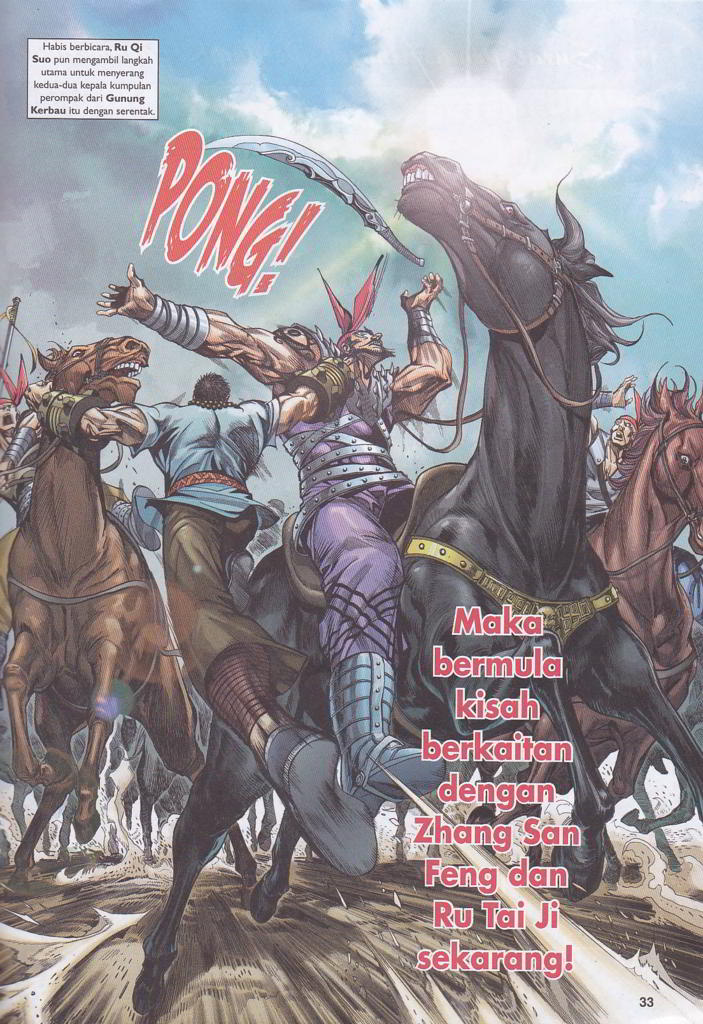 Habis berbicara, Ru Qi
Suo pun mengambil langkah
utama untuk menyerang
kedua-dua kepala kumpulan
perompak dari Gunung
Kerbau itu dengan serentak.
PONG!
Maka
bermula
kisah
berkaitan
dengan
Zhang San
Feng dan
Ru Tai Ji
sekarang!
33